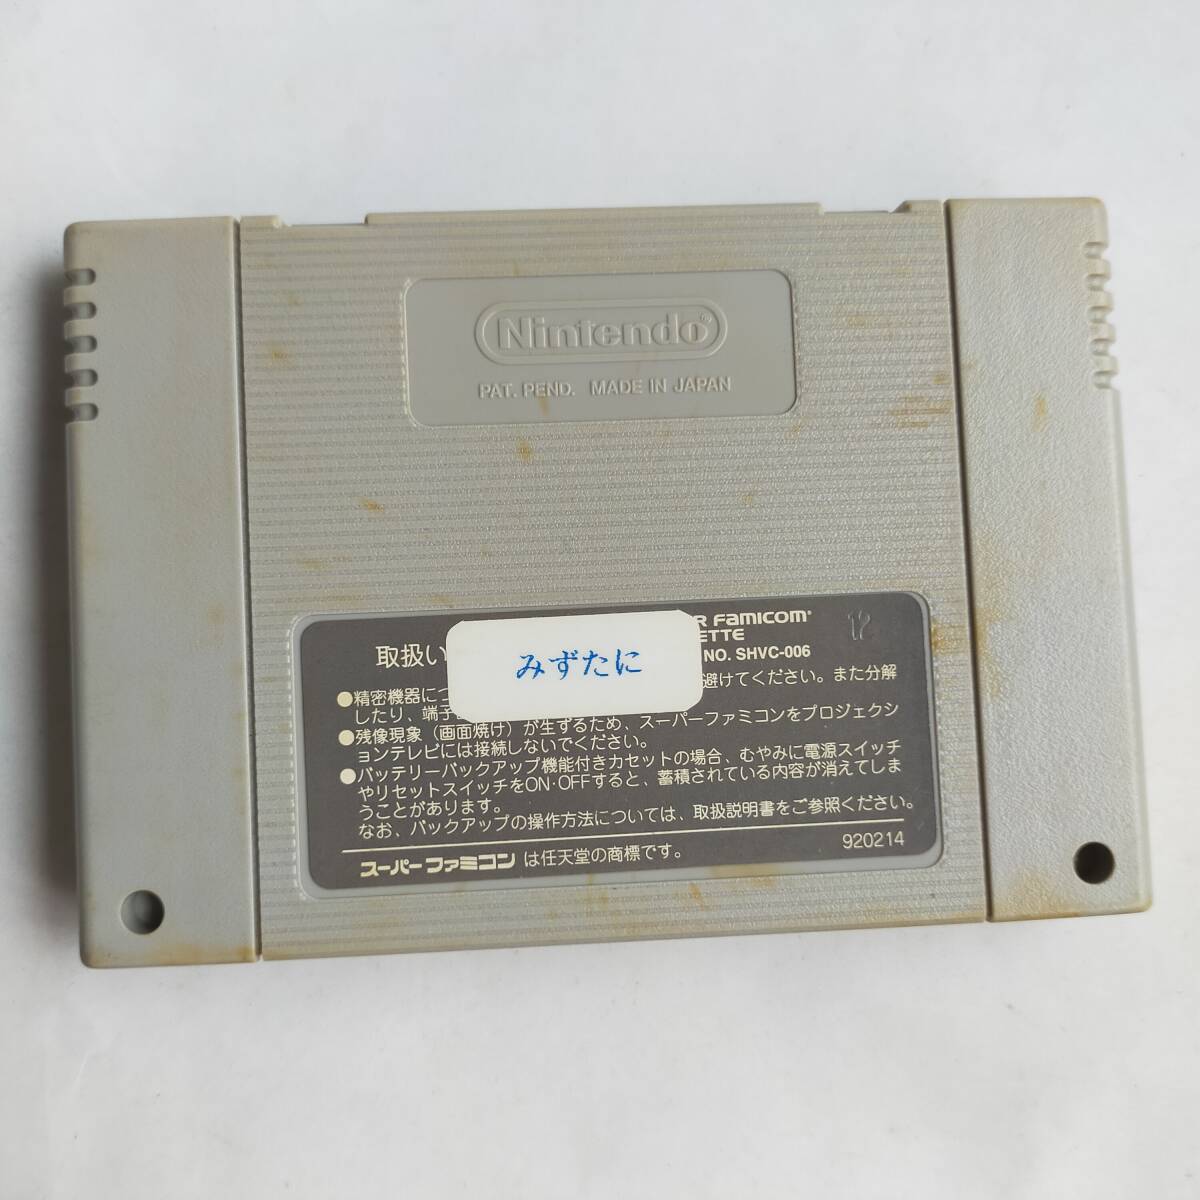 Nintendo
PAT. PEND. MADE IN JAPAN
R FAMICOM
ETTE
12
取扱い
NO. SHVC-006
みずたに
●精密機器につ 避けてください。また分解
したり、端子
●残像現象(画面焼け)が生ずるため、スーパーファミコンをプロジェクシ
ョンテレビには接続しないでください。
●バッテリーバックアップ機能付きカセットの場合、むやみに電源スイッチ
やリセットスイッチをON・OFFすると、蓄積されている内容が消えてしま
うことがあります。
なお、バックアップの操作方法については、取扱説明書をご参照ください。
920214
スーパーファミコンは任天堂の商標です。